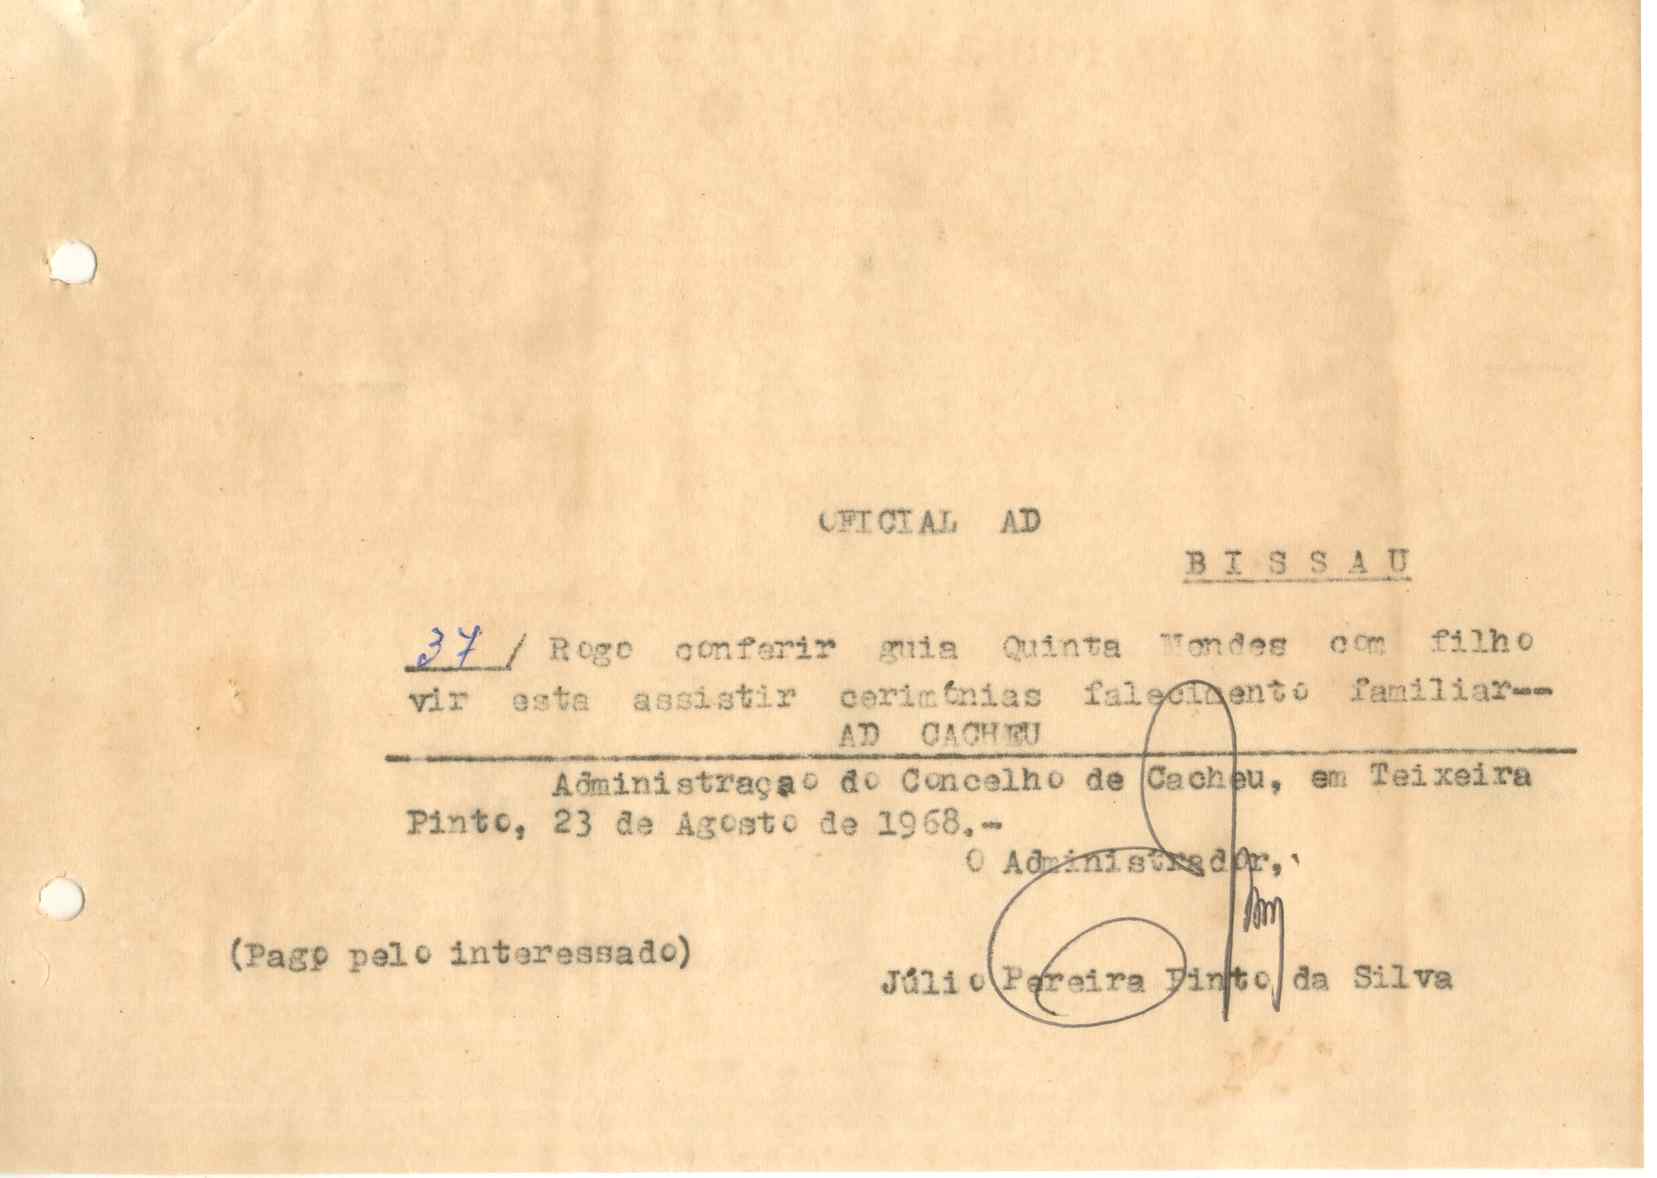 OFICIAL AD
BISSAU
37/ Rogo conferir guia Quinta Mendes com filho
vir esta assistir cerimónias falecimento familiar--
AD CACHEU
Administração do Concelho de Cacheu, em Teixeira
Pinto, 23 de Agosto de 1968.-
O Administrador,
(Pago pelo interessado)
Júlio Pereira Pinto da Silva